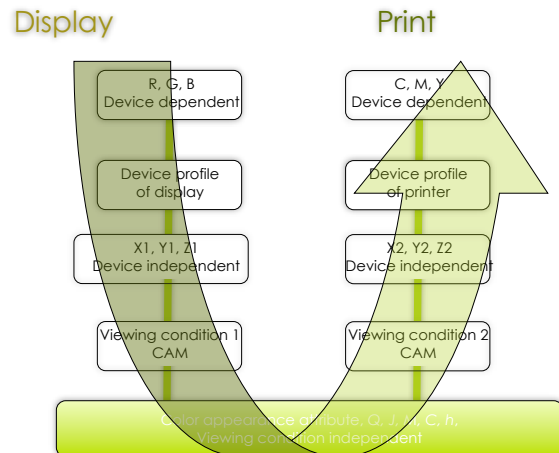 Display
Print
R, G, B
Device dependent
C, M, Y
Device dependent
Device profile
of display
Device profile
of printer
X1, Y1, Z1
Device independent
X2, Y2, Z2
Device independent
Viewing condition 1
CAM
Viewing condition 2
CAM
Color appearance attribute, Q, J, M, C, h,
Viewing condition independent